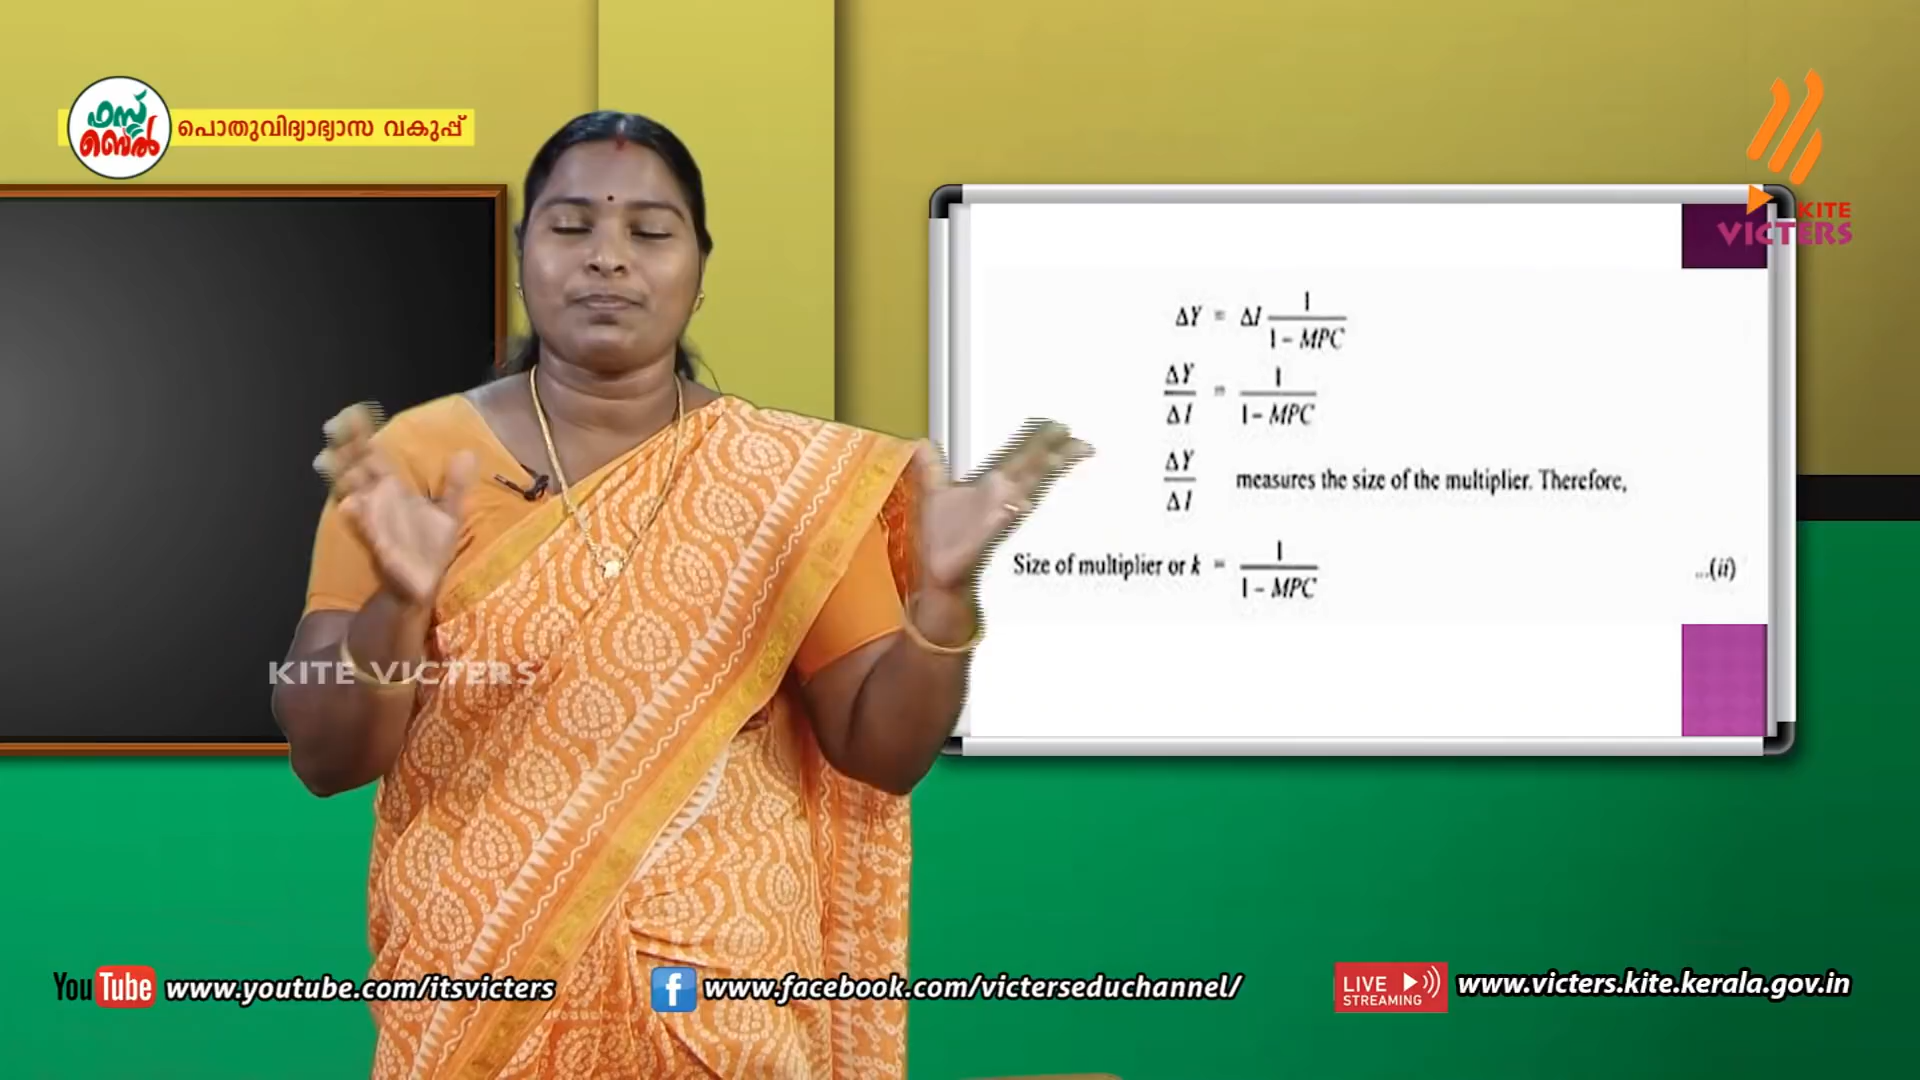 ഫസ്റ്റ്
ബെൽ
പൊതുവിദ്യാഭ്യാസ വകുപ്പ്
KITE
VICTERS
ΔY = ΔI 1 / 1 - MPC
ΔY / ΔI = 1 / 1 - MPC
ΔY / ΔI measures the size of the multiplier. Therefore,
Size of multiplier or k = 1 / 1 - MPC ...(ii)
KITE VICTERS
YouTube www.youtube.com/itsvicters
f www.facebook.com/victerseduchannel/
LIVE
STREAMING
www.victers.kite.kerala.gov.in